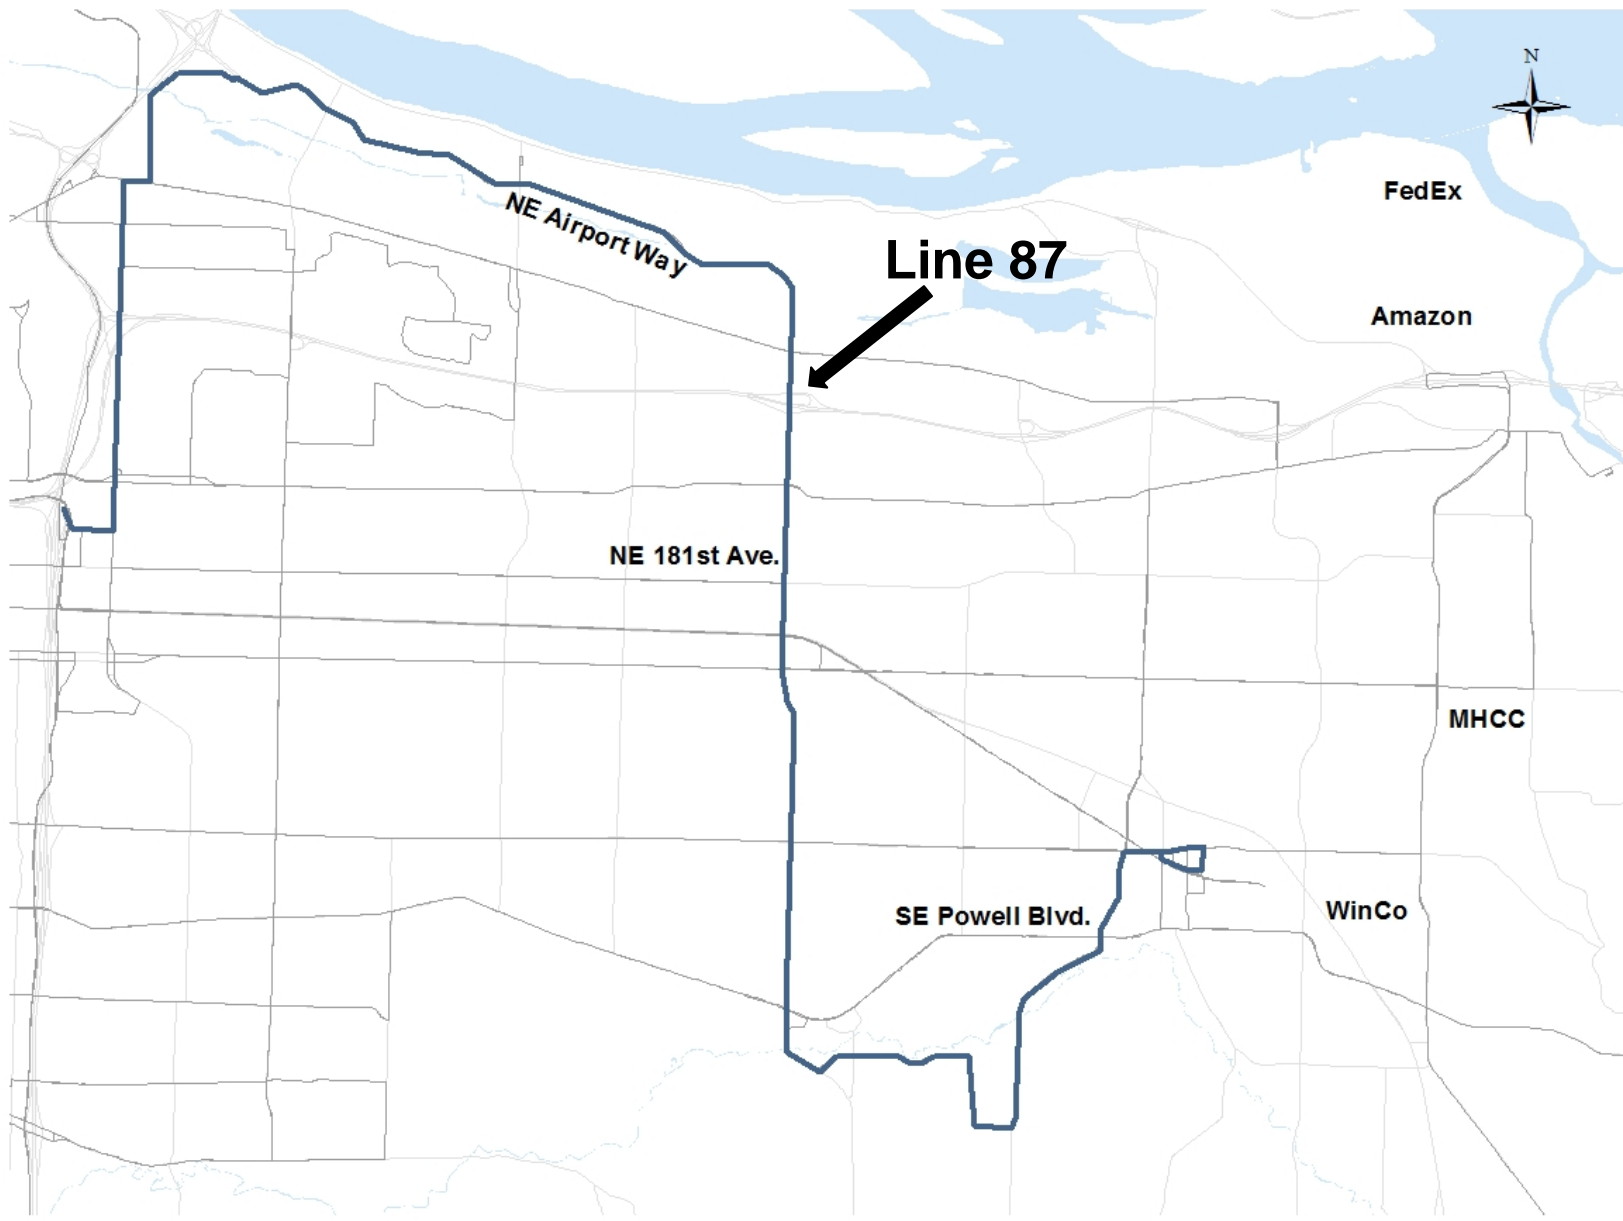 N
FedEx
NE Airport Way
Line 87
Amazon
NE 181st Ave.
MHCC
SE Powell Blvd.
WinCo